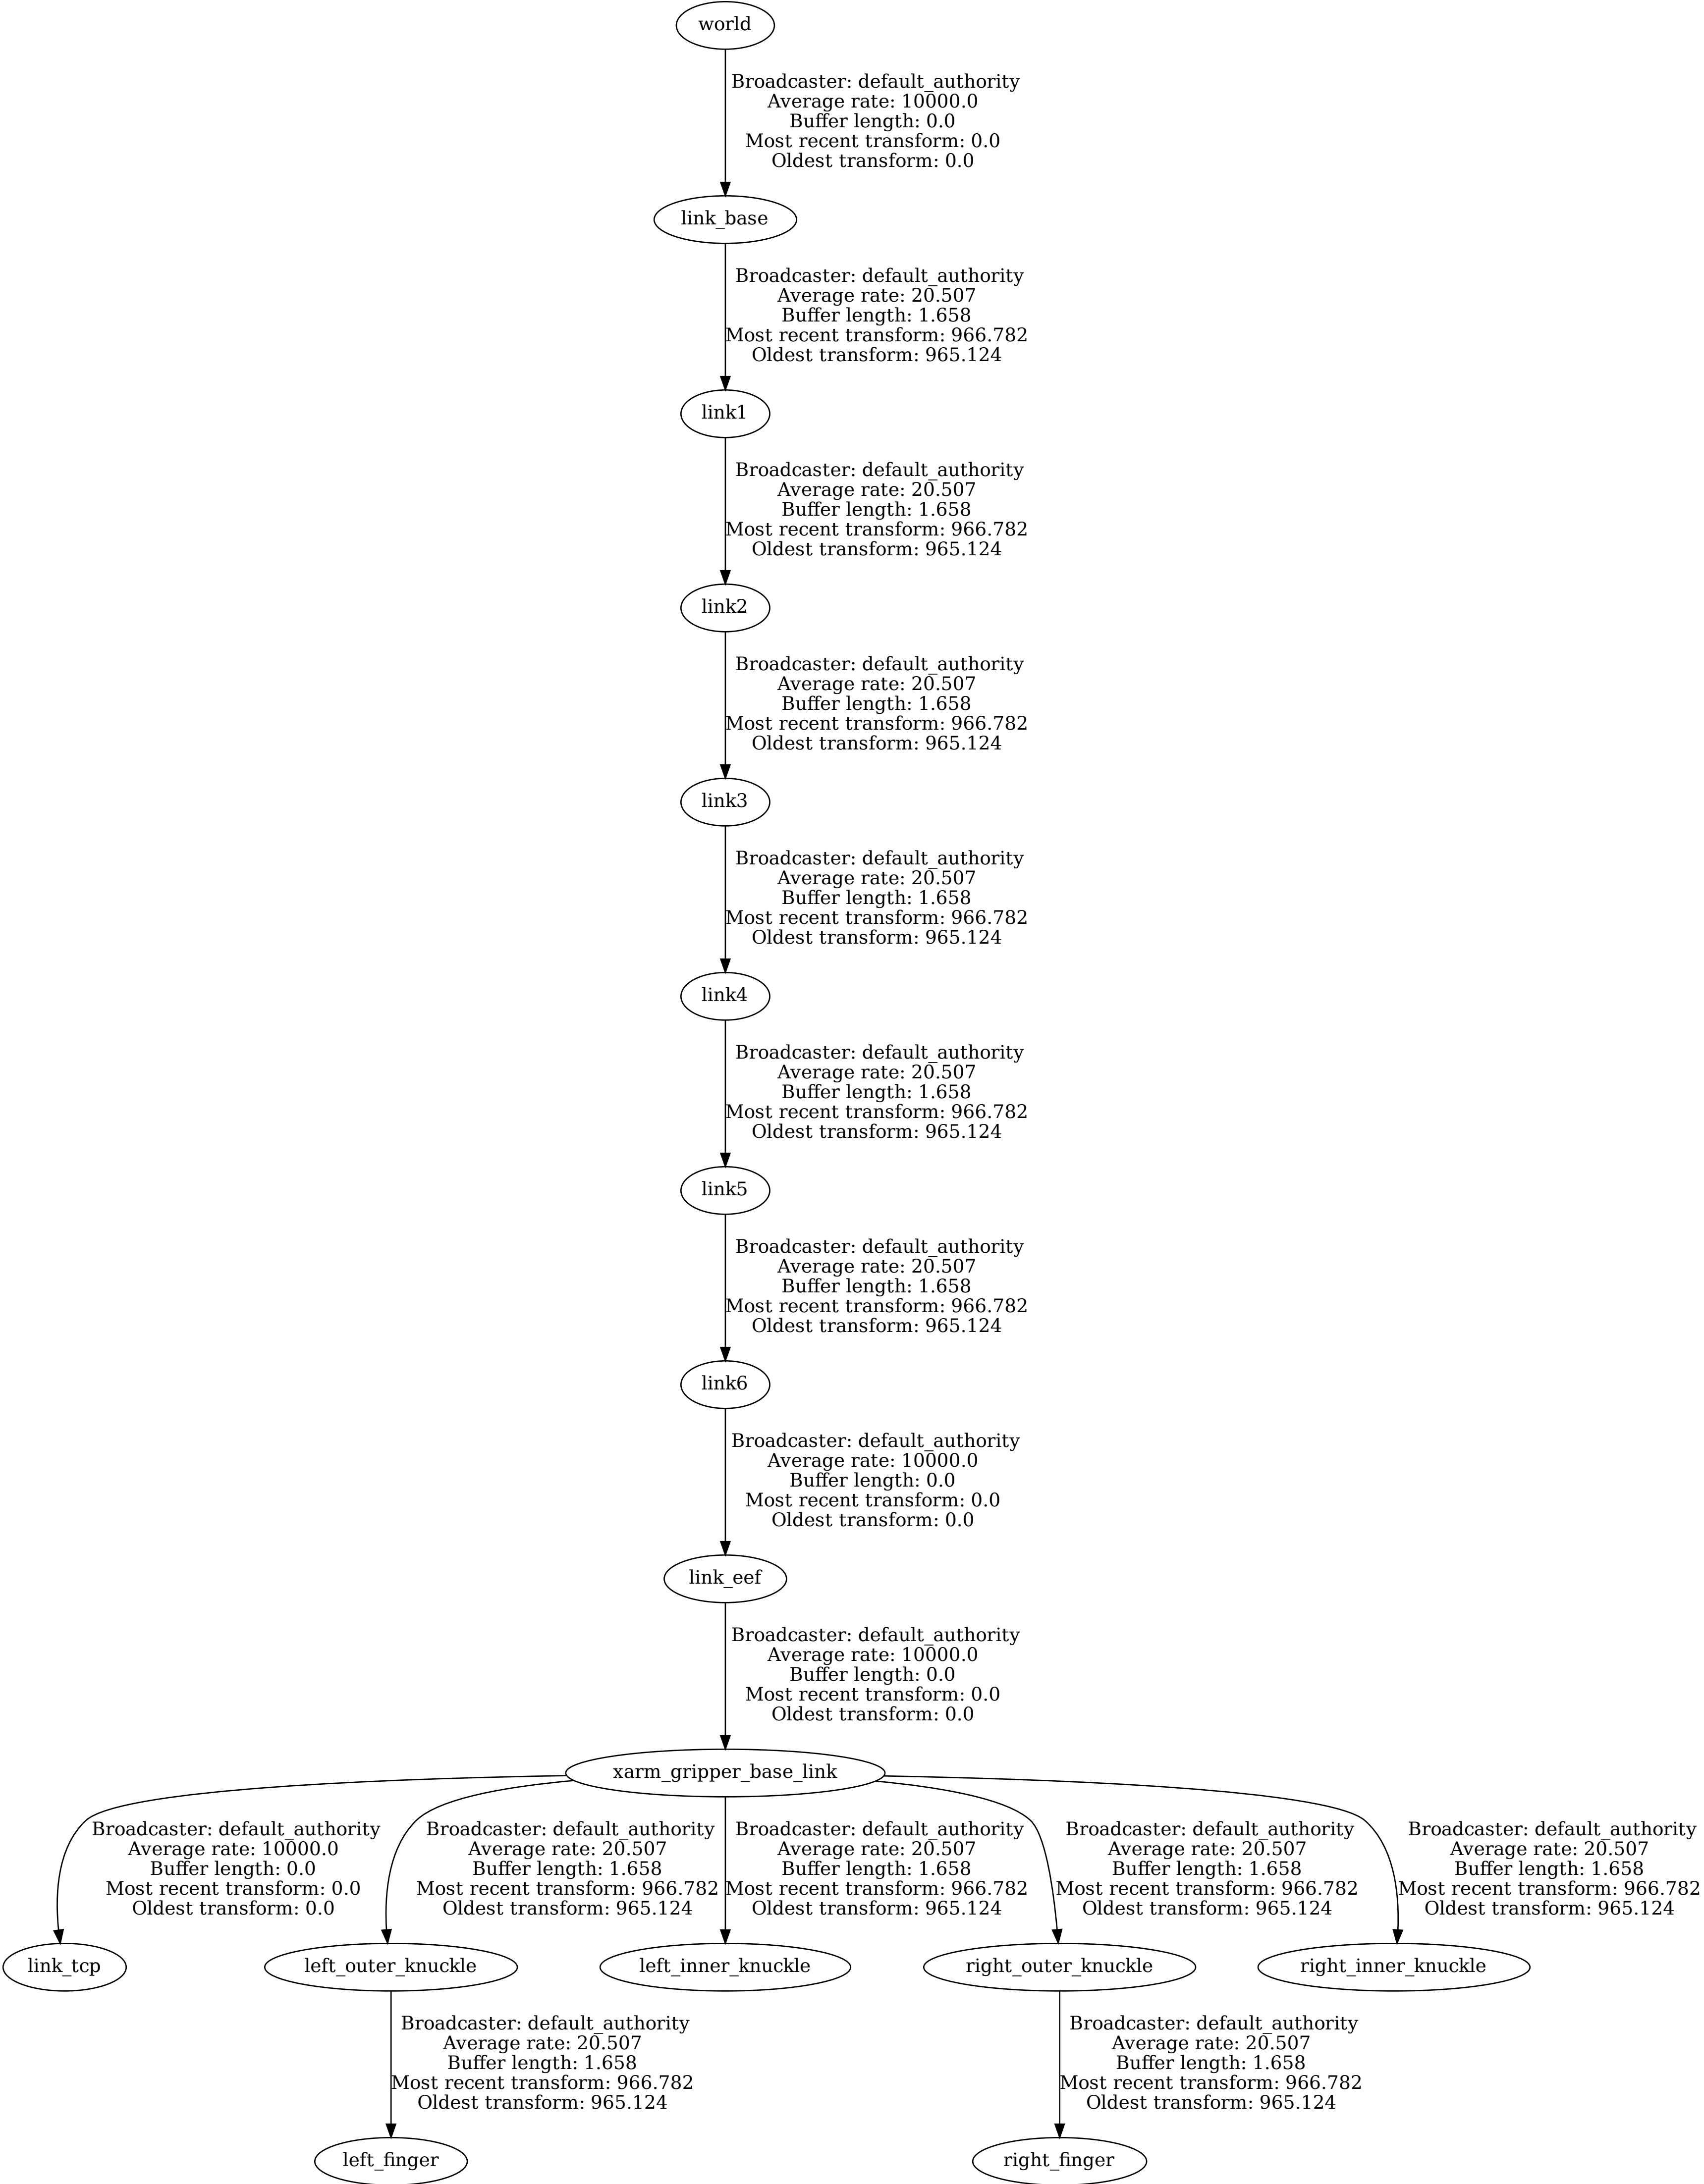 world
Broadcaster: default_authority
Average rate: 10000.0
Buffer length: 0.0
Most recent transform: 0.0
Oldest transform: 0.0
link_base
Broadcaster: default_authority
Average rate: 20.507
Buffer length: 1.658
Most recent transform: 966.782
Oldest transform: 965.124
link1
Broadcaster: default_authority
Average rate: 20.507
Buffer length: 1.658
Most recent transform: 966.782
Oldest transform: 965.124
link2
Broadcaster: default_authority
Average rate: 20.507
Buffer length: 1.658
Most recent transform: 966.782
Oldest transform: 965.124
link3
Broadcaster: default_authority
Average rate: 20.507
Buffer length: 1.658
Most recent transform: 966.782
Oldest transform: 965.124
link4
Broadcaster: default_authority
Average rate: 20.507
Buffer length: 1.658
Most recent transform: 966.782
Oldest transform: 965.124
link5
Broadcaster: default_authority
Average rate: 20.507
Buffer length: 1.658
Most recent transform: 966.782
Oldest transform: 965.124
link6
Broadcaster: default_authority
Average rate: 10000.0
Buffer length: 0.0
Most recent transform: 0.0
Oldest transform: 0.0
link_eef
Broadcaster: default_authority
Average rate: 10000.0
Buffer length: 0.0
Most recent transform: 0.0
Oldest transform: 0.0
xarm_gripper_base_link
Broadcaster: default_authority
Average rate: 10000.0
Buffer length: 0.0
Most recent transform: 0.0
Oldest transform: 0.0
Broadcaster: default_authority
Average rate: 20.507
Buffer length: 1.658
Most recent transform: 966.782
Oldest transform: 965.124
Broadcaster: default_authority
Average rate: 20.507
Buffer length: 1.658
Most recent transform: 966.782
Oldest transform: 965.124
Broadcaster: default_authority
Average rate: 20.507
Buffer length: 1.658
Most recent transform: 966.782
Oldest transform: 965.124
Broadcaster: default_authority
Average rate: 20.507
Buffer length: 1.658
Most recent transform: 966.782
Oldest transform: 965.124
link_tcp
left_outer_knuckle
left_inner_knuckle
right_outer_knuckle
right_inner_knuckle
Broadcaster: default_authority
Average rate: 20.507
Buffer length: 1.658
Most recent transform: 966.782
Oldest transform: 965.124
Broadcaster: default_authority
Average rate: 20.507
Buffer length: 1.658
Most recent transform: 966.782
Oldest transform: 965.124
left_finger
right_finger